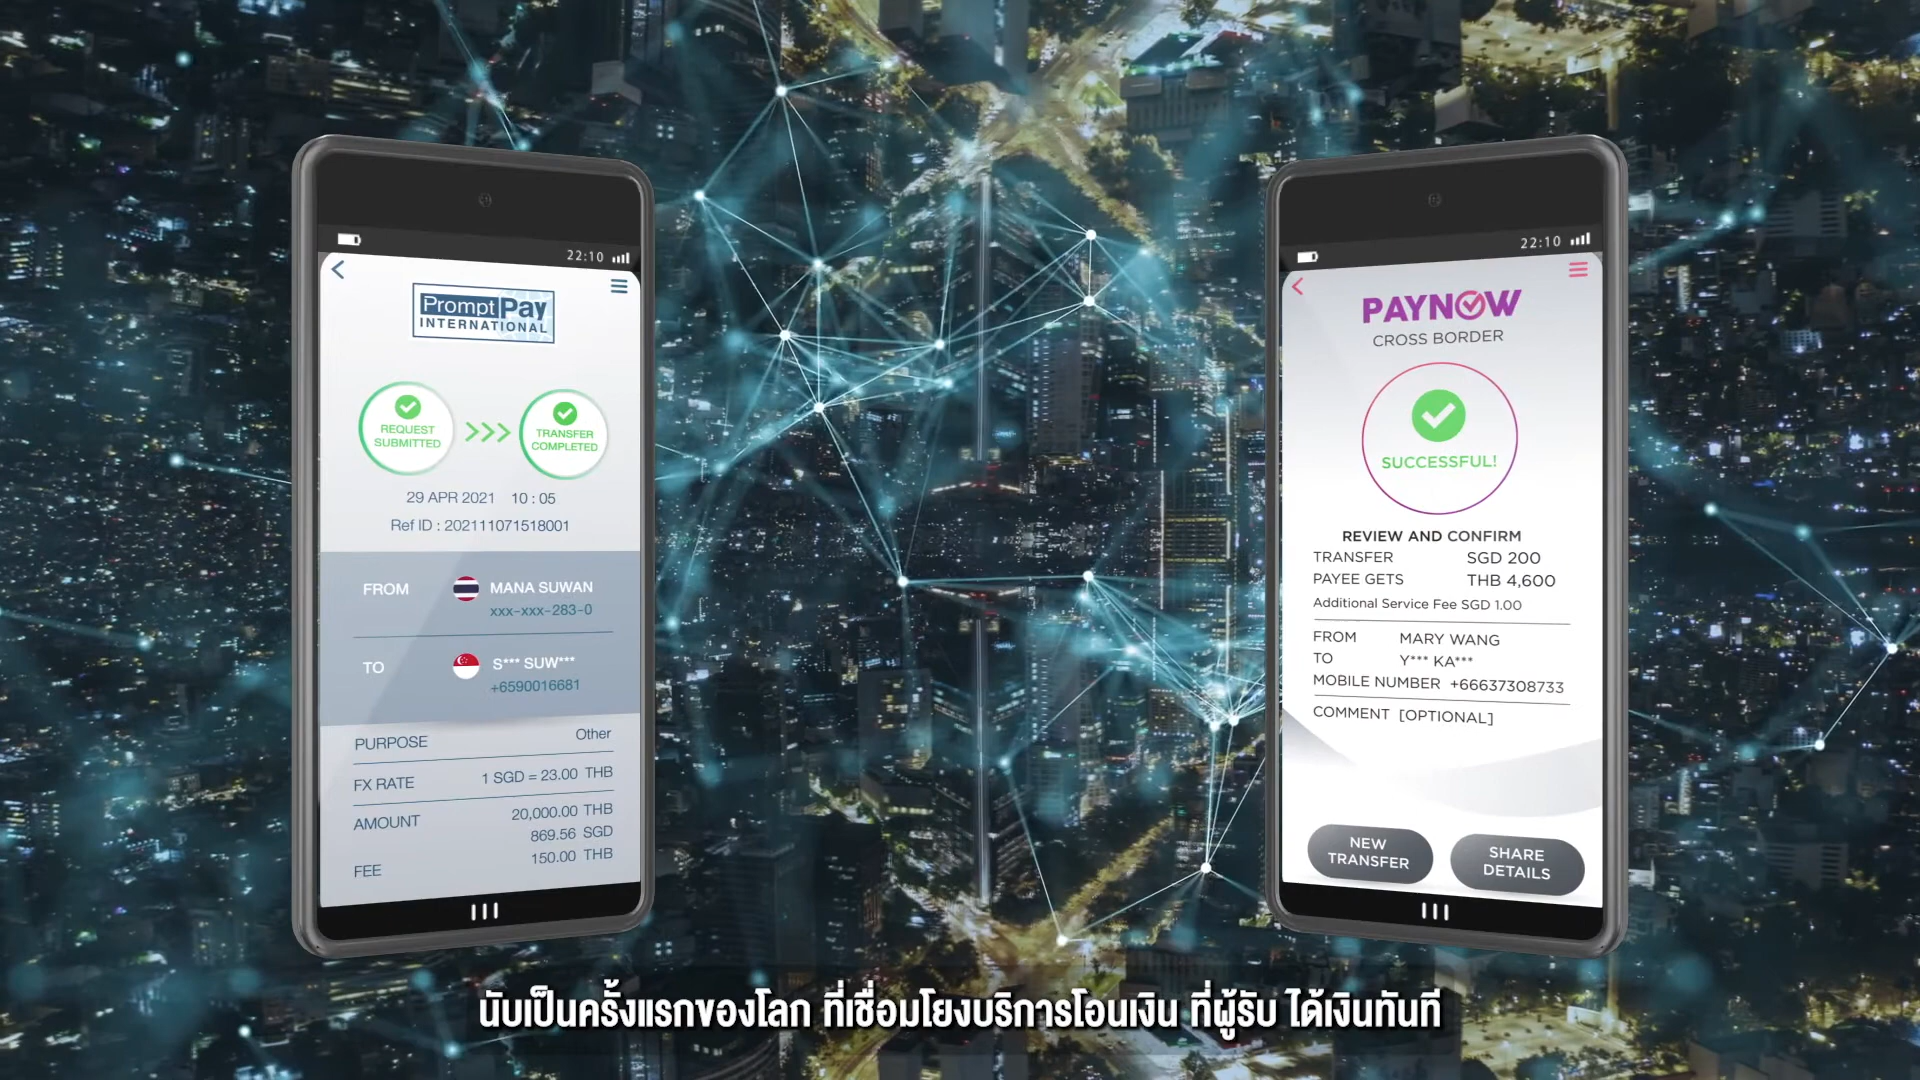 22:10
Prompt Pay
INTERNATIONAL
REQUEST
SUBMITTED
TRANSFER
COMPLETED
29 APR 2021 10 : 05
Ref ID : 202111071518001
FROM MANA SUWAN
xxx-xxx-283-0
TO S*** SUW***
+6590016681
PURPOSE Other
FX RATE 1 SGD = 23.00 THB
AMOUNT 20,000.00 THB
869.56 SGD
FEE 150.00 THB
22:10
PAYNOW
CROSS BORDER
SUCCESSFUL!
REVIEW AND CONFIRM
TRANSFER SGD 200
PAYEE GETS THB 4,600
Additional Service Fee SGD 1.00
FROM MARY WANG
TO Y*** KA***
MOBILE NUMBER +66637308733
COMMENT [OPTIONAL]
NEW
TRANSFER
SHARE
DETAILS
นับเป็นครั้งแรกของโลก ที่เชื่อมโยงบริการโอนเงิน ที่ผู้รับ ได้เงินทันที